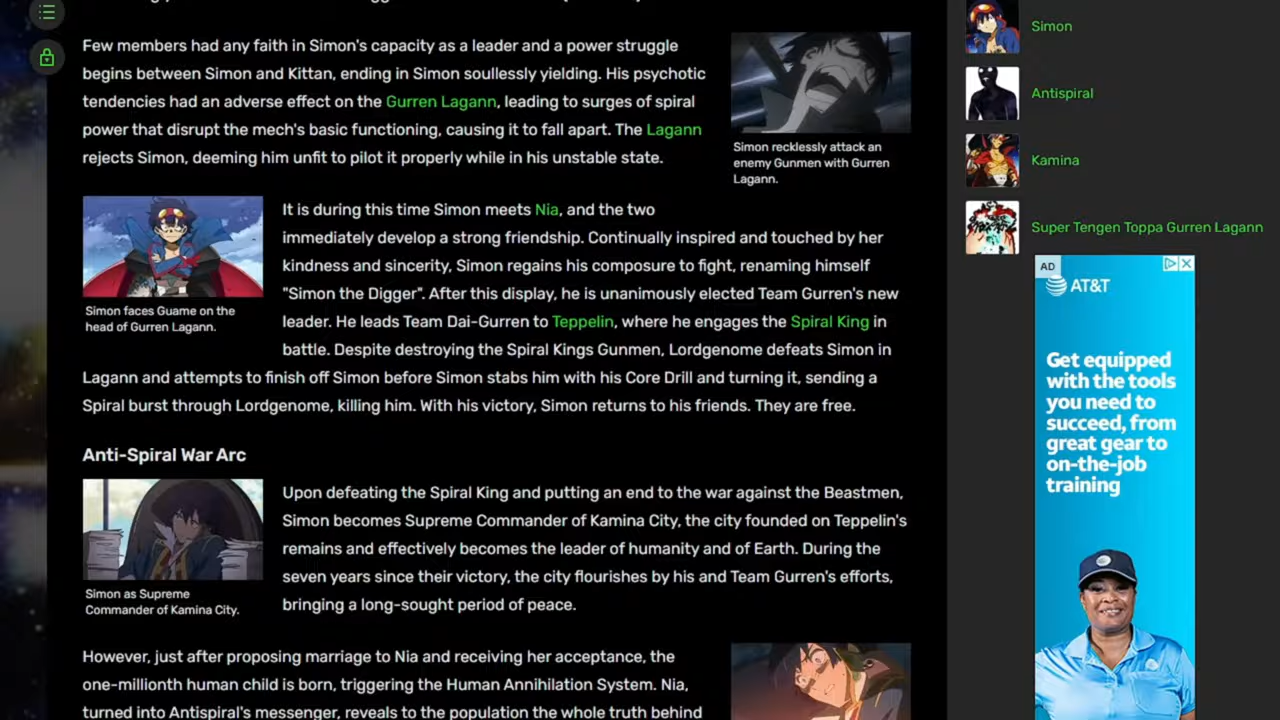 Few members had any faith in Simon's capacity as a leader and a power struggle
begins between Simon and Kittan, ending in Simon soullessly yielding. His psychotic
tendencies had an adverse effect on the Gurren Lagann, leading to surges of spiral
power that disrupt the mech's basic functioning, causing it to fall apart. The Lagann
rejects Simon, deeming him unfit to pilot it properly while in his unstable state.
Simon recklessly attack an
enemy Gunmen with Gurren
Lagann.
Simon faces Guame on the
head of Gurren Lagann.
It is during this time Simon meets Nia, and the two
immediately develop a strong friendship. Continually inspired and touched by her
kindness and sincerity, Simon regains his composure to fight, renaming himself
"Simon the Digger". After this display, he is unanimously elected Team Gurren's new
leader. He leads Team Dai-Gurren to Teppelin, where he engages the Spiral King in
battle. Despite destroying the Spiral Kings Gunmen, Lordgenome defeats Simon in
Lagann and attempts to finish off Simon before Simon stabs him with his Core Drill and turning it, sending a
Spiral burst through Lordgenome, killing him. With his victory, Simon returns to his friends. They are free.
Anti-Spiral War Arc
Simon as Supreme
Commander of Kamina City.
Upon defeating the Spiral King and putting an end to the war against the Beastmen,
Simon becomes Supreme Commander of Kamina City, the city founded on Teppelin's
remains and effectively becomes the leader of humanity and of Earth. During the
seven years since their victory, the city flourishes by his and Team Gurren's efforts,
bringing a long-sought period of peace.
However, just after proposing marriage to Nia and receiving her acceptance, the
one-millionth human child is born, triggering the Human Annihilation System. Nia,
turned into Antispiral's messenger, reveals to the population the whole truth behind
Simon
Antispiral
Kamina
Super Tengen Toppa Gurren Lagann
AD
AT&T
Get equipped
with the tools
you need to
succeed, from
great gear to
on-the-job
training